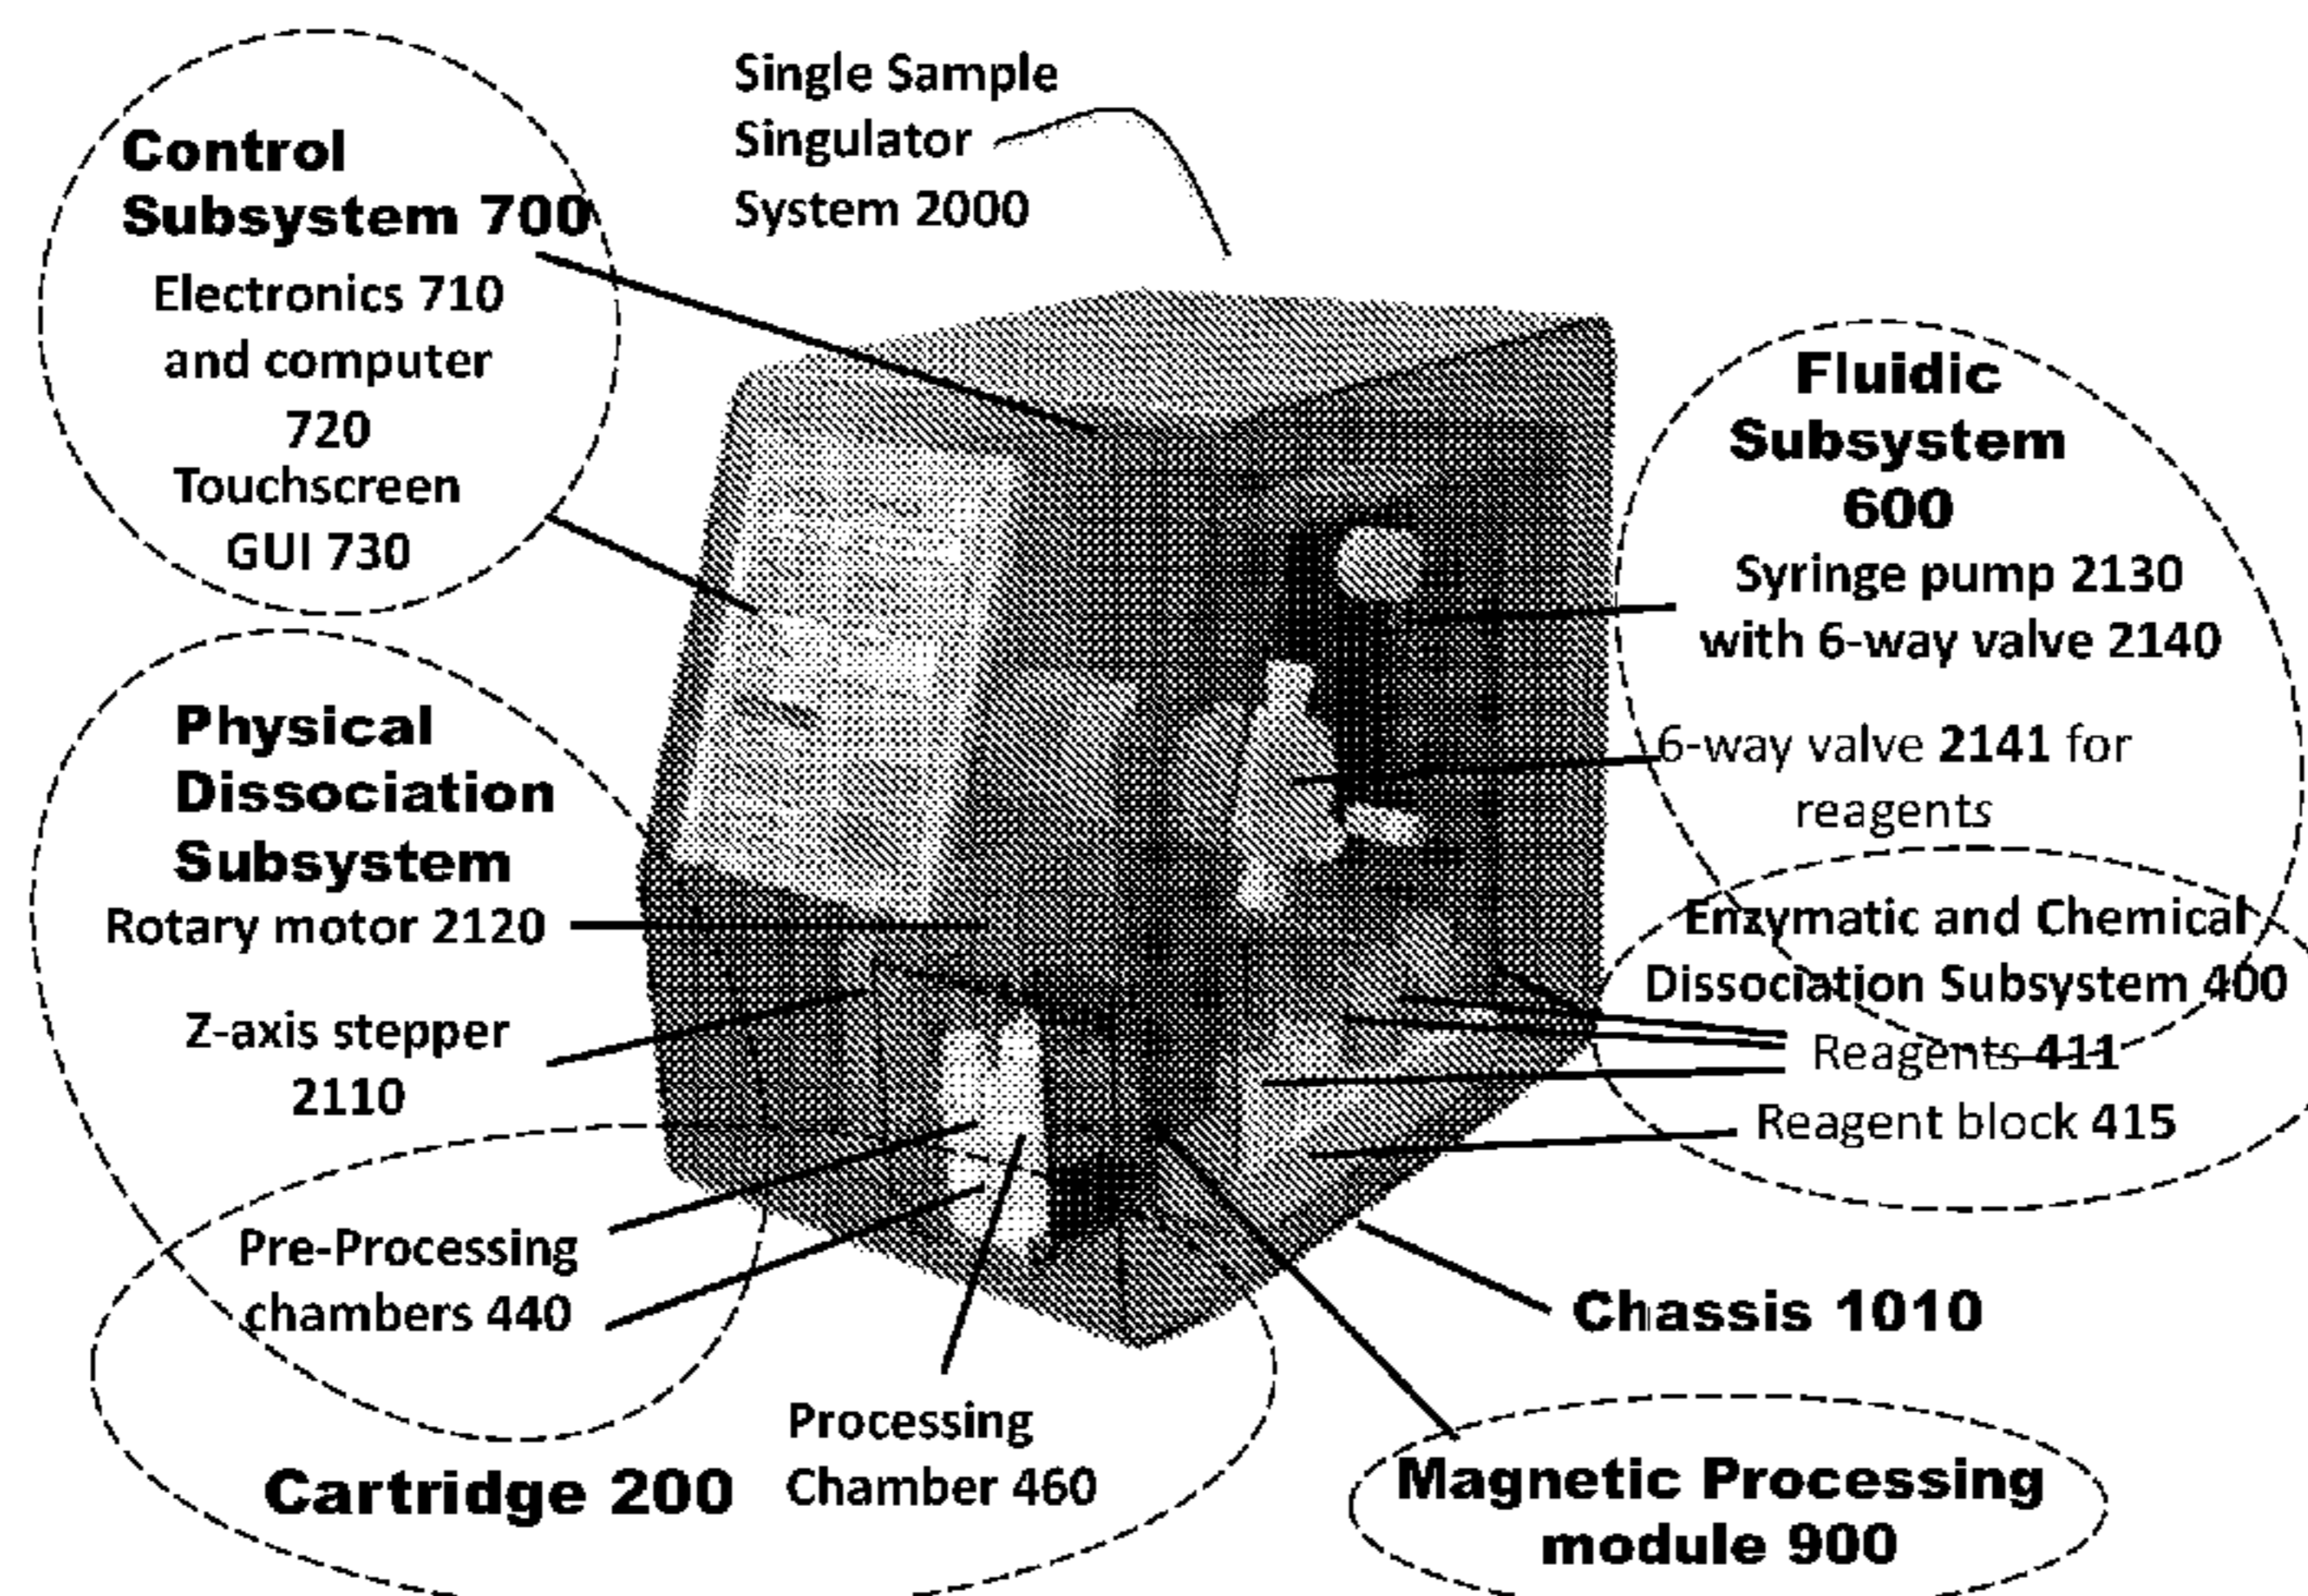 Single Sample
Singulator
System 2000
Control
Subsystem 700
Electronics 710
and computer
720
Touchscreen
GUI 730
Fluidic
Subsystem
600
Syringe pump 2130
with 6-way valve 2140
6-way valve 2141 for
reagents
Physical
Dissociation
Subsystem
Rotary motor 2120
Z-axis stepper
2110
Enzymatic and Chemical
Dissociation Subsystem 400
Reagents 411
Reagent block 415
Pre-Processing
chambers 440
Processing
Chamber 460
Cartridge 200
Chassis 1010
Magnetic Processing
module 900